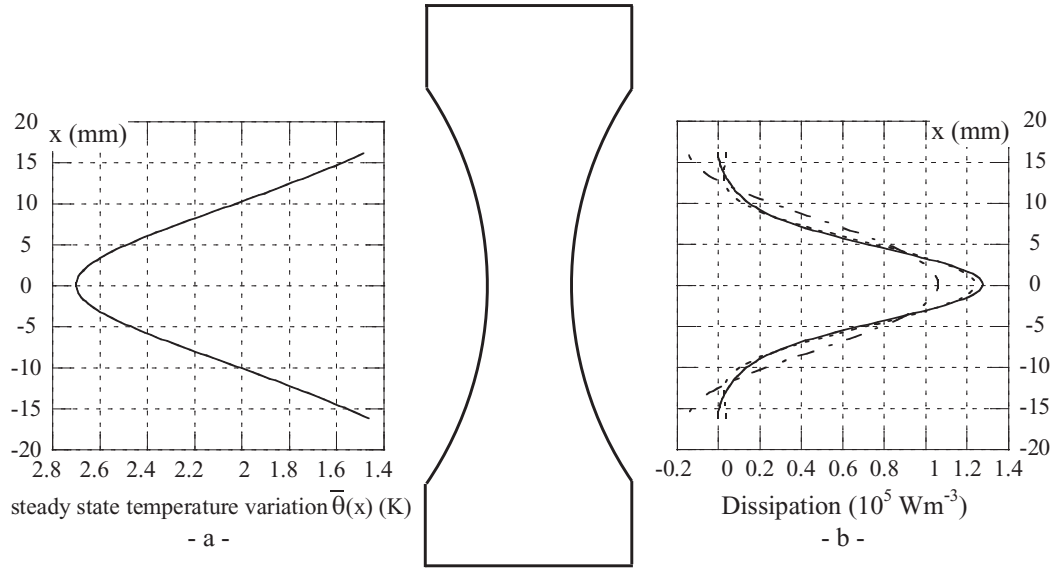 20
x (mm)
15
10
5
0
-5
-10
-15
-20
2.8 2.6 2.4 2.2 2 1.8 1.6 1.4
steady state temperature variation θ̅(x) (K)
- a -
20
x (mm)
15
10
5
0
-5
-10
-15
-20
-0.2 0 0.2 0.4 0.6 0.8 1 1.2 1.4
Dissipation (10⁵ Wm⁻³)
- b -